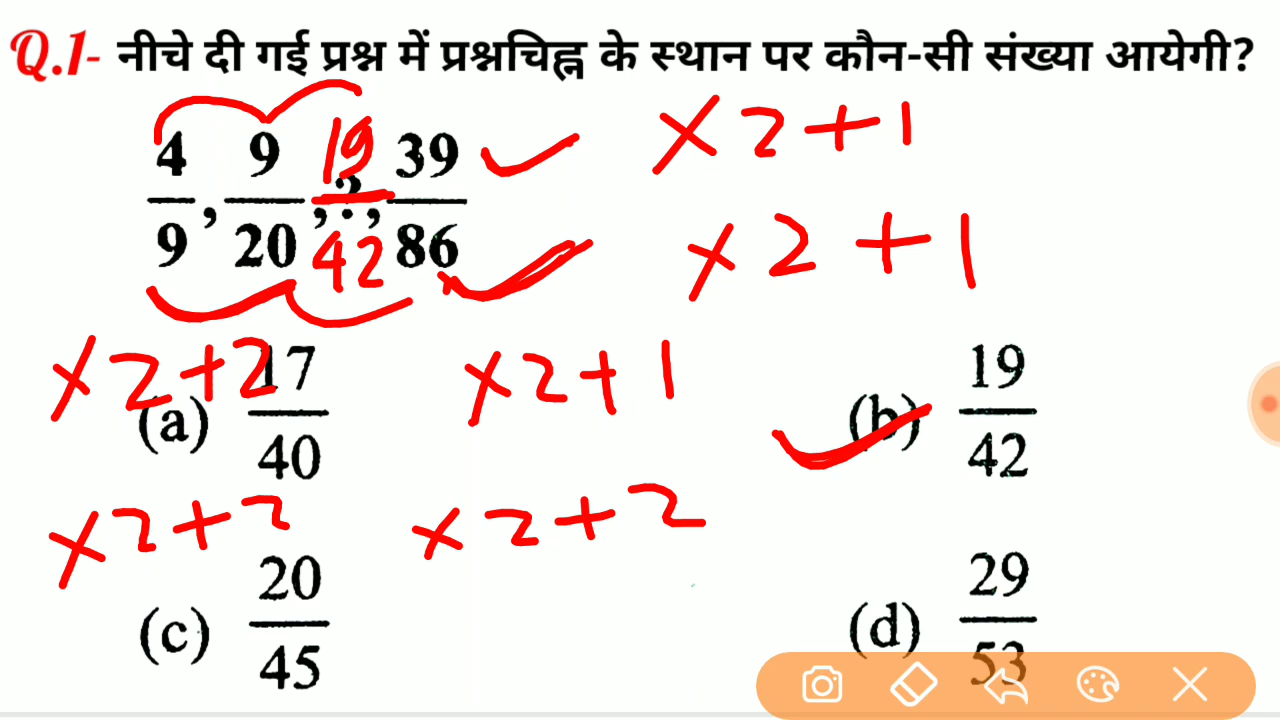 Q.1- नीचे दी गई प्रश्न में प्रश्नचिह्न के स्थान पर कौन-सी संख्या आयेगी?
×2+1
4/9, 9/20, ?, 39/86
19/42
×2+1
×2+2 ×2+1
(a) 17/40 (b) 19/42
×2+2 ×2+2
(c) 20/45 (d) 29/53